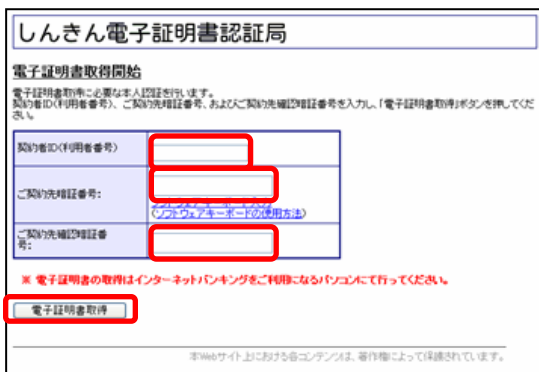 しんきん電子証明書認証局
電子証明書取得開始
電子証明書取得に必要な本人認証を行います。
契約者ID(利用者番号)、ご契約先暗証番号、およびご契約先確認暗証番号を入力し、「電子証明書取得」ボタンを押してくだ
さい。
契約者ID(利用者番号)
ご契約先暗証番号:
(ソフトウェアキーボードの使用方法)
ご契約先確認暗証番
号:
※ 電子証明書の取得はインターネットバンキングをご利用になるパソコンにて行ってください。
電子証明書取得
本Webサイト上における各コンテンツは、著作権によって保護されています。